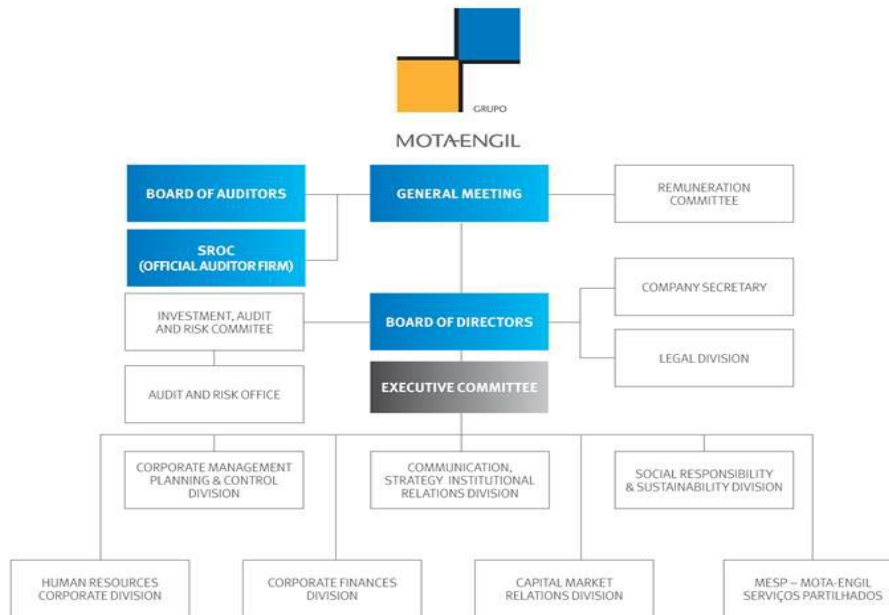 GRUPO
MOTA-ENGIL
BOARD OF AUDITORS
GENERAL MEETING
REMUNERATION
COMMITTEE
SROC
(OFFICIAL AUDITOR FIRM)
COMPANY SECRETARY
INVESTMENT, AUDIT
AND RISK COMMITEE
BOARD OF DIRECTORS
LEGAL DIVISION
AUDIT AND RISK OFFICE
EXECUTIVE COMMITTEE
CORPORATE MANAGEMENT
PLANNING & CONTROL
DIVISION
COMMUNICATION,
STRATEGY INSTITUTIONAL
RELATIONS DIVISION
SOCIAL RESPONSIBILITY
& SUSTAINABILITY DIVISION
HUMAN RESOURCES
CORPORATE DIVISION
CORPORATE FINANCES
DIVISION
CAPITAL MARKET
RELATIONS DIVISION
MESP – MOTA-ENGIL
SERVIÇOS PARTILHADOS